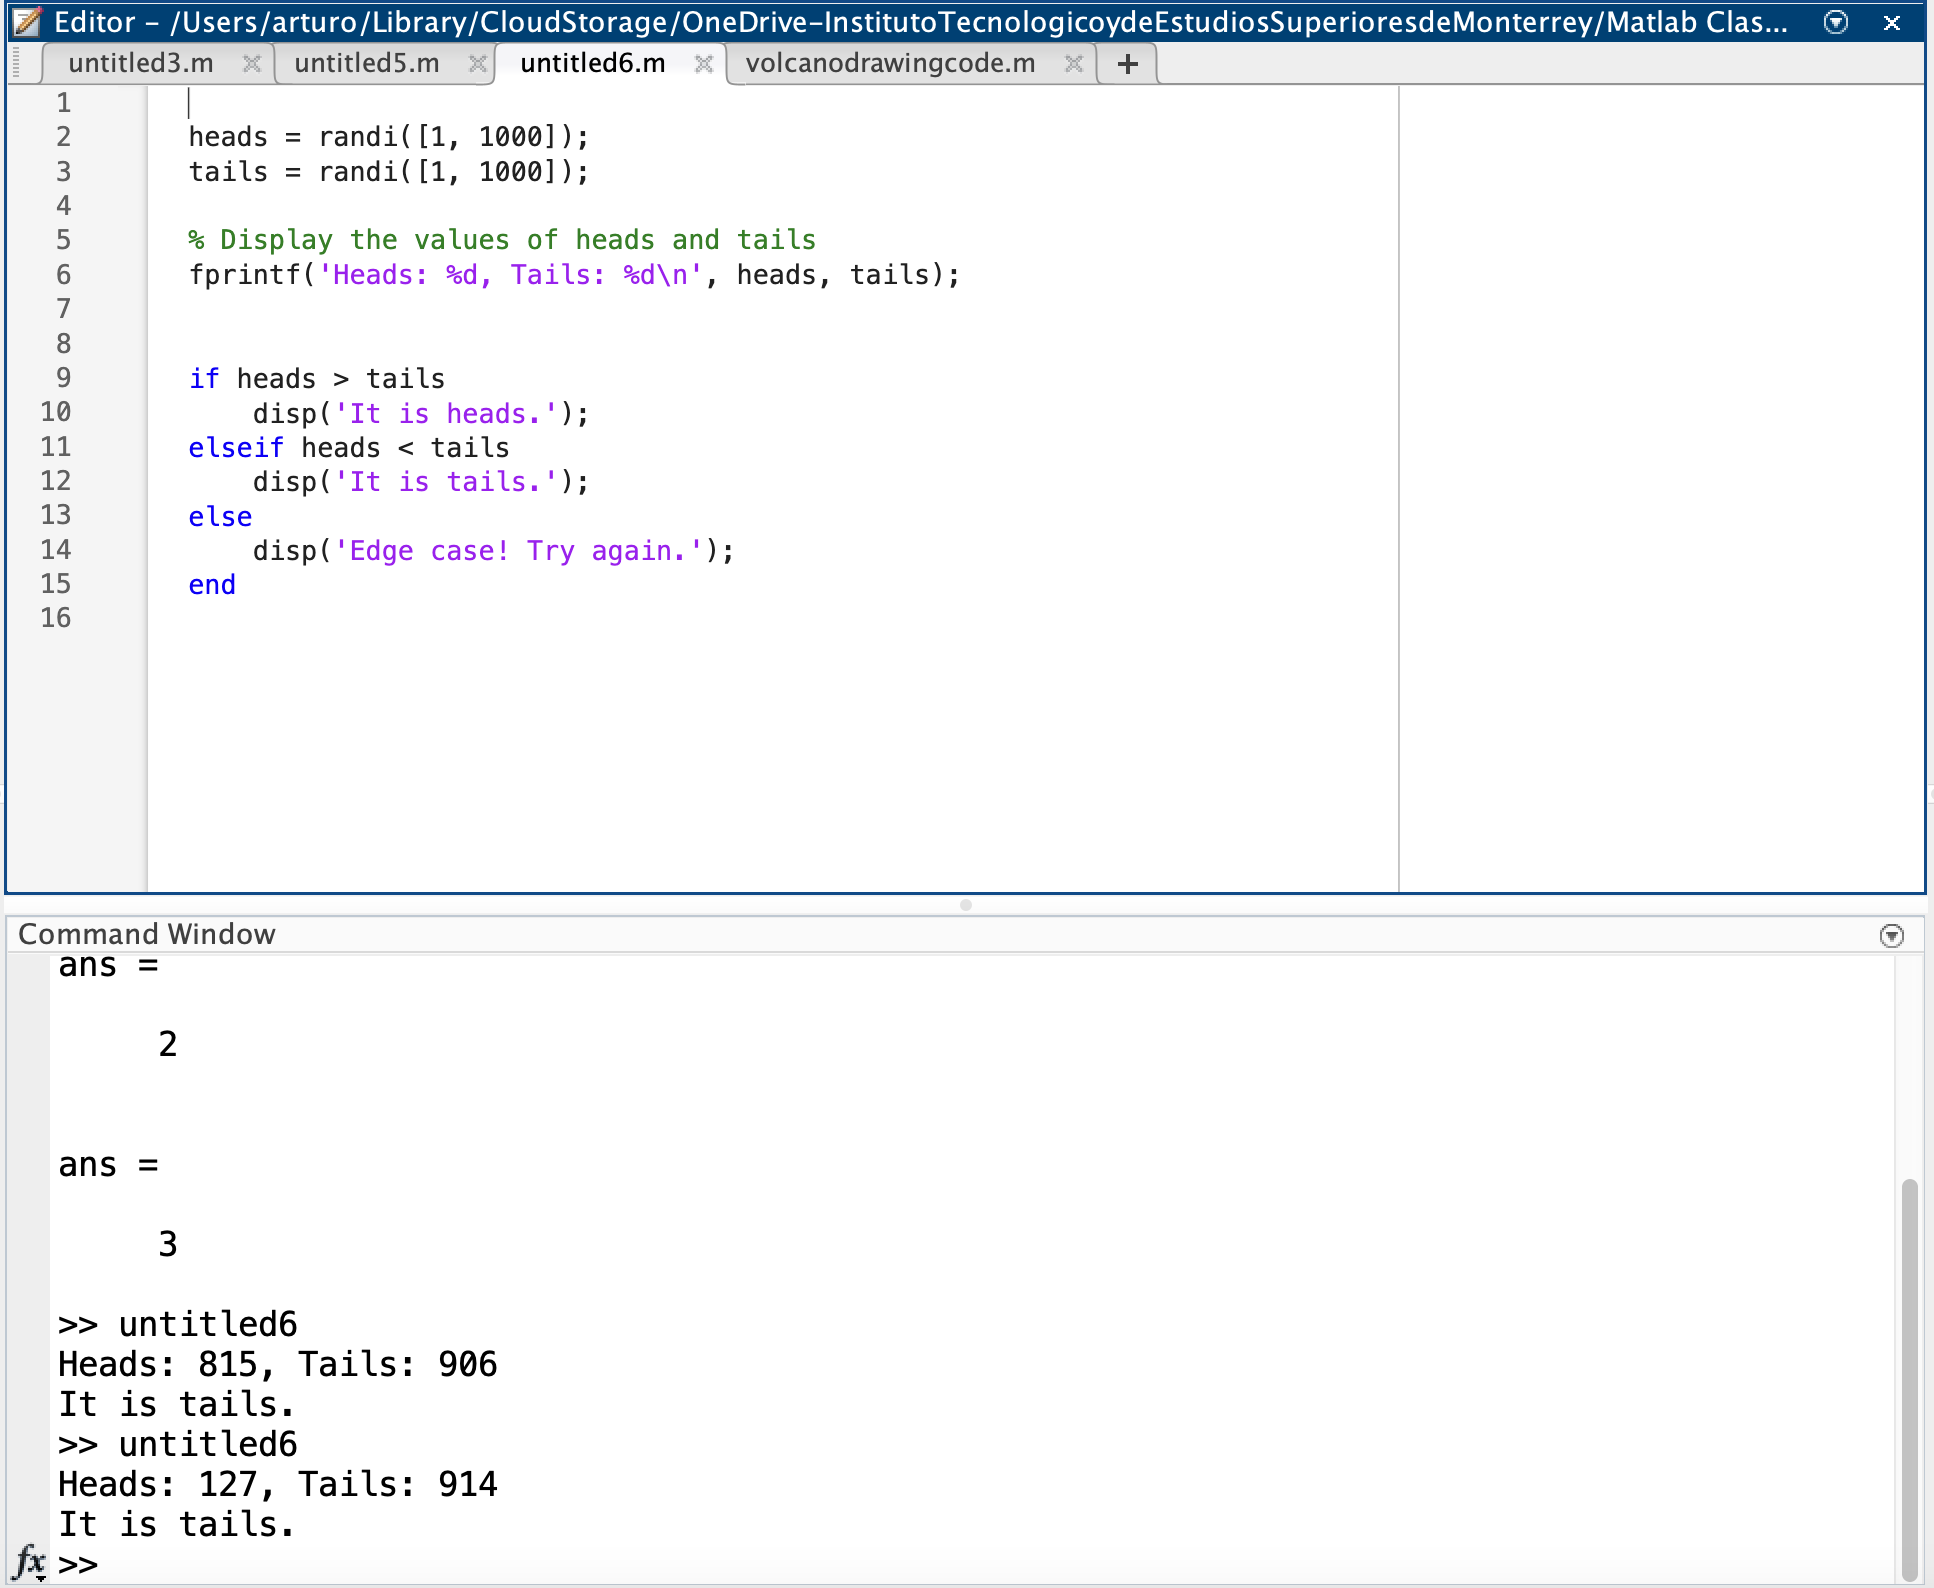 Editor – /Users/arturo/Library/CloudStorage/OneDrive–InstitutoTecnologicoydeEstudiosSuperioresdeMonterrey/Matlab Clas...
untitled3.m untitled5.m untitled6.m volcanodrawingcode.m +
1
2 heads = randi([1, 1000]);
3 tails = randi([1, 1000]);
4
5 % Display the values of heads and tails
6 fprintf('Heads: %d, Tails: %d\n', heads, tails);
7
8
9 if heads > tails
10 disp('It is heads.');
11 elseif heads < tails
12 disp('It is tails.');
13 else
14 disp('Edge case! Try again.');
15 end
16
Command Window
ans =
2
ans =
3
>> untitled6
Heads: 815, Tails: 906
It is tails.
>> untitled6
Heads: 127, Tails: 914
It is tails.
fx >>